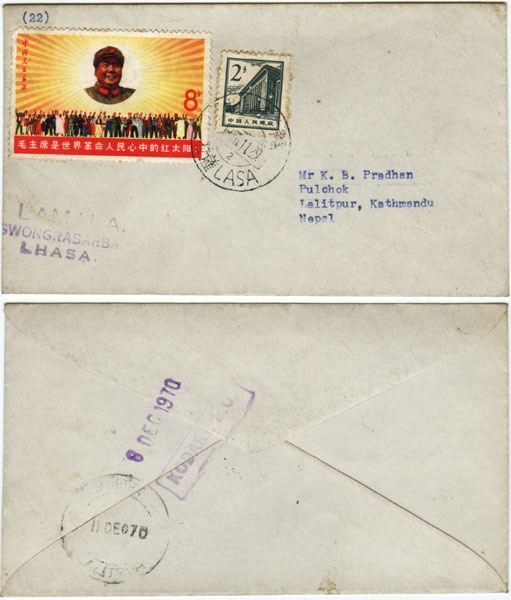 (22)
8分
毛主席是世界革命人民心中的红太阳
2分
中国人民邮政
LASA
Mr K. B. Pradhan
Pulchok
Lalitpur, Kathmandu
Nepal
LAMALA.
SWONGRASARBA
LHASA.
8 DEC 1970
11 DEC 70